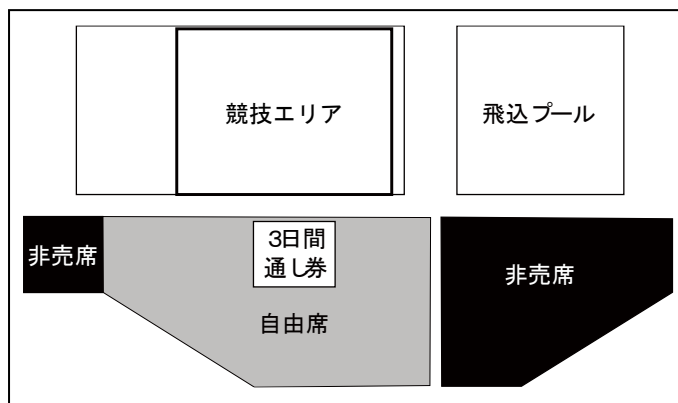 競技エリア
飛込プール
非売席
3日間
通し券
自由席
非売席